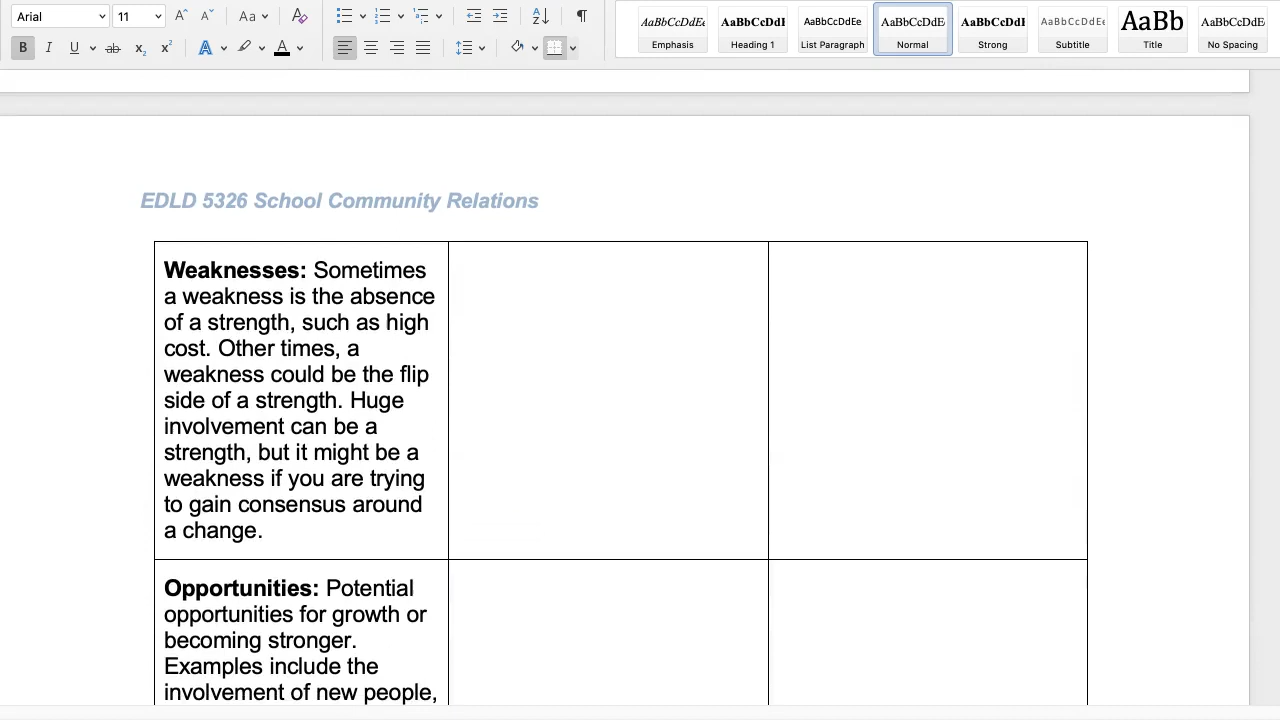 Arial 11 A A Aa A
B I U ab x₂ x² A A
AaBbCcDdEe AaBbCcDdI AaBbCcDdEe AaBbCcDdE AaBbCcDdI AaBbCcDdEe AaBb AaBbCcDdE
Emphasis Heading 1 List Paragraph Normal Strong Subtitle Title No Spacing
EDLD 5326 School Community Relations
Weaknesses: Sometimes
a weakness is the absence
of a strength, such as high
cost. Other times, a
weakness could be the flip
side of a strength. Huge
involvement can be a
strength, but it might be a
weakness if you are trying
to gain consensus around
a change.
Opportunities: Potential
opportunities for growth or
becoming stronger.
Examples include the
involvement of new people,